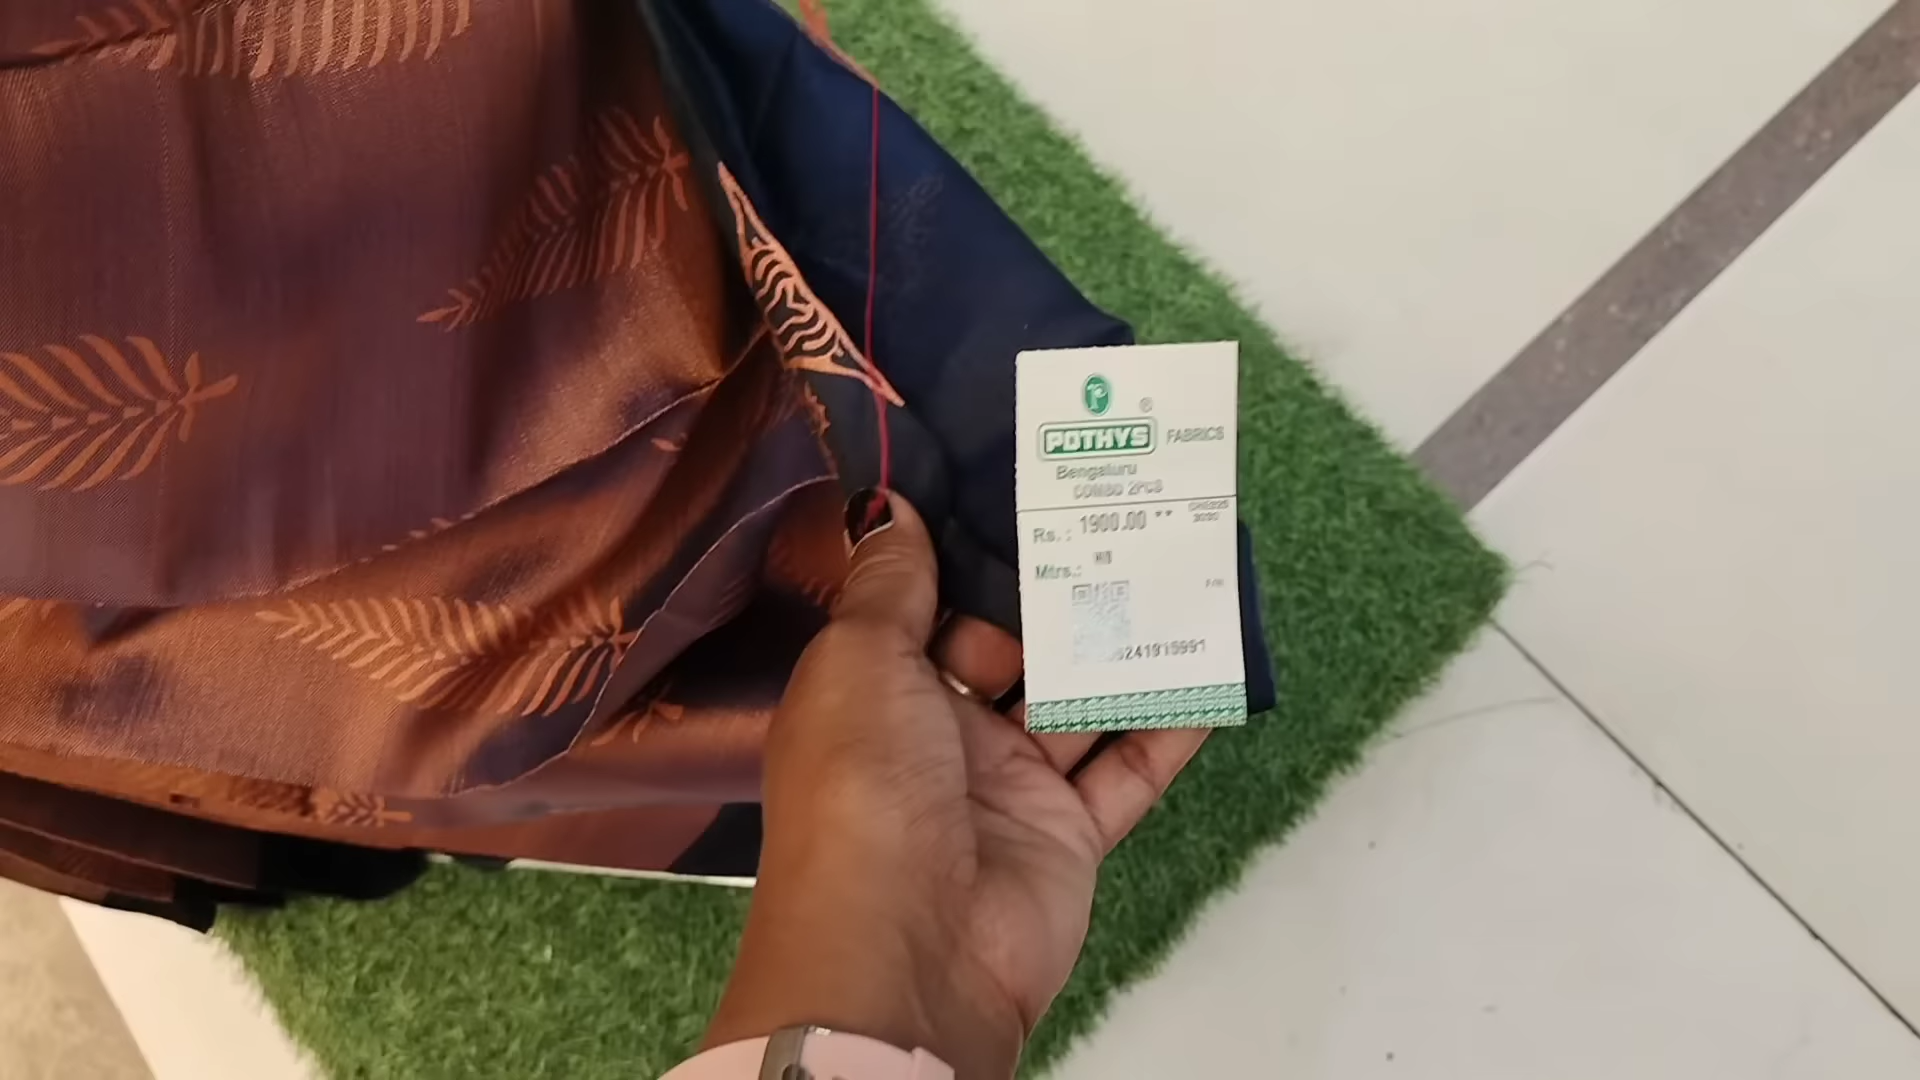 ®
POTHYS FABRICS
Bengaluru
COMBO 2PCS
Rs.: 1900.00 **
Mtrs.: